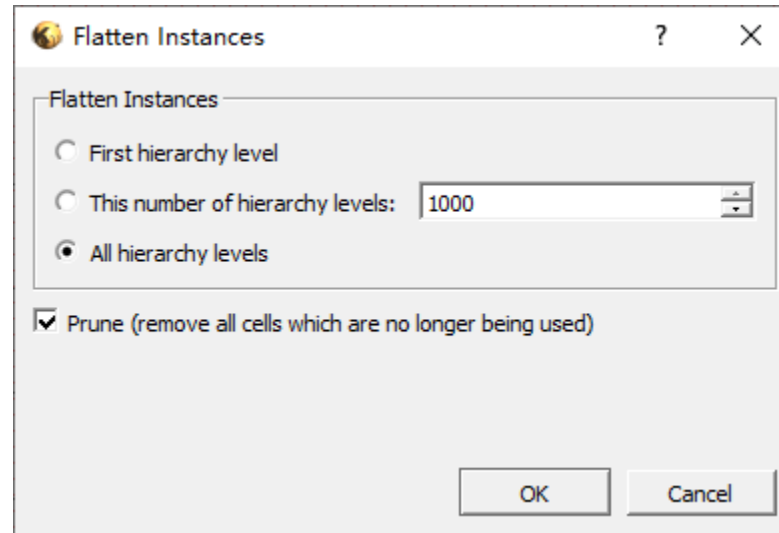 Flatten Instances
Flatten Instances
First hierarchy level
This number of hierarchy levels: 1000
All hierarchy levels
Prune (remove all cells which are no longer being used)
OK Cancel